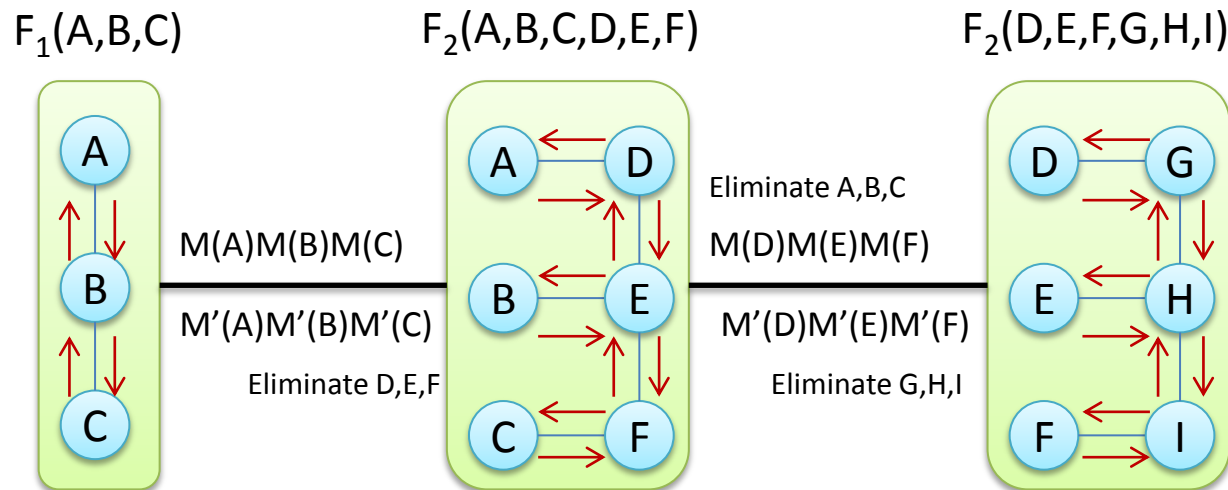 F₁(A,B,C)
F₂(A,B,C,D,E,F)
F₂(D,E,F,G,H,I)
A
B
C
M(A)M(B)M(C)
M’(A)M’(B)M’(C)
Eliminate D,E,F
A D
B E
C F
Eliminate A,B,C
M(D)M(E)M(F)
M’(D)M’(E)M’(F)
Eliminate G,H,I
D G
E H
F I